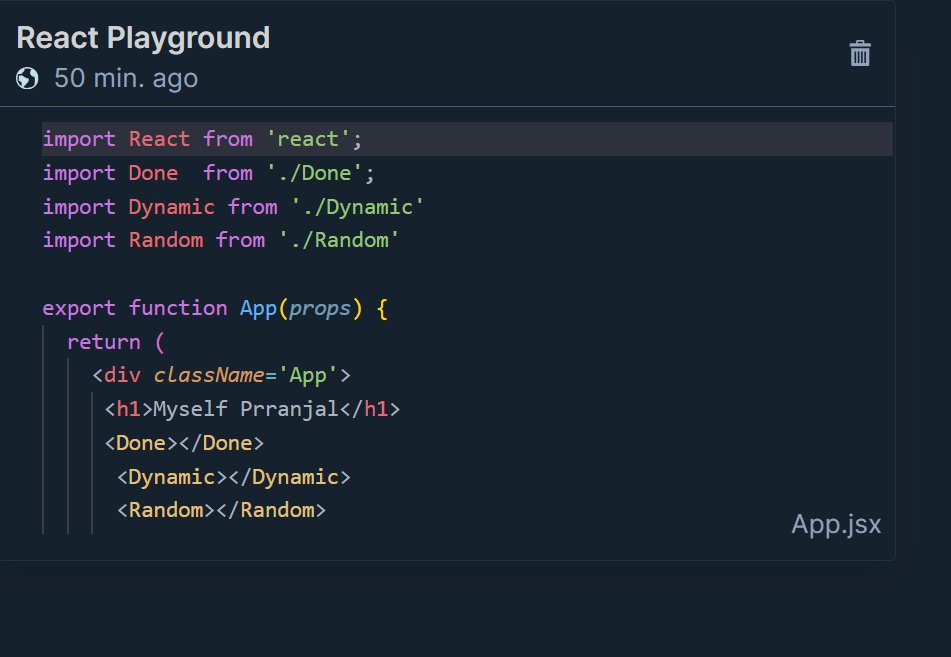 React Playground
50 min. ago
import React from 'react';
import Done  from './Done';
import Dynamic from './Dynamic'
import Random from './Random'
export function App(props) {
return (
<div className='App'>
<h1>Myself Prranjal</h1>
<Done></Done>
<Dynamic></Dynamic>
<Random></Random>
App.jsx